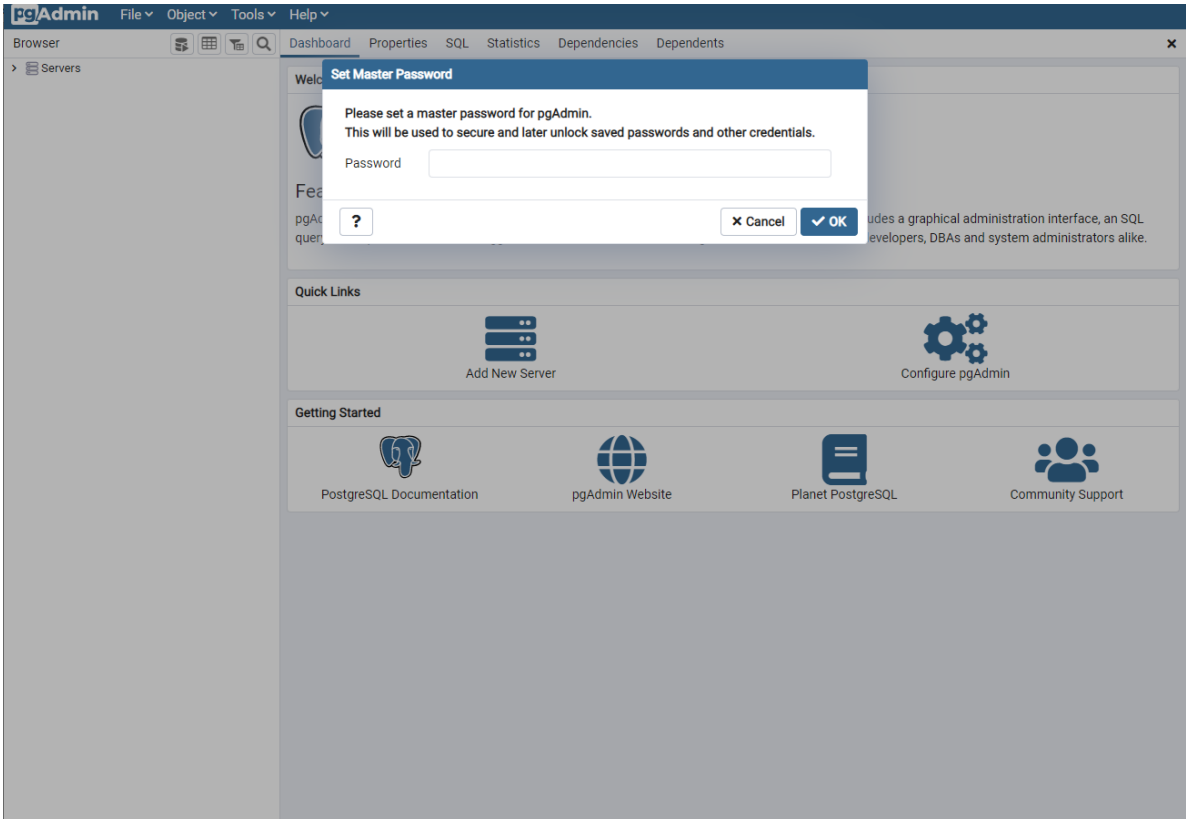 pgAdmin File Object Tools Help
Browser Dashboard Properties SQL Statistics Dependencies Dependents
Servers
Welc
Set Master Password
Please set a master password for pgAdmin.
This will be used to secure and later unlock saved passwords and other credentials.
Password
Fea
pgAd udes a graphical administration interface, an SQL
? Cancel OK
query evelopers, DBAs and system administrators alike.
Quick Links
Add New Server Configure pgAdmin
Getting Started
PostgreSQL Documentation pgAdmin Website Planet PostgreSQL Community Support